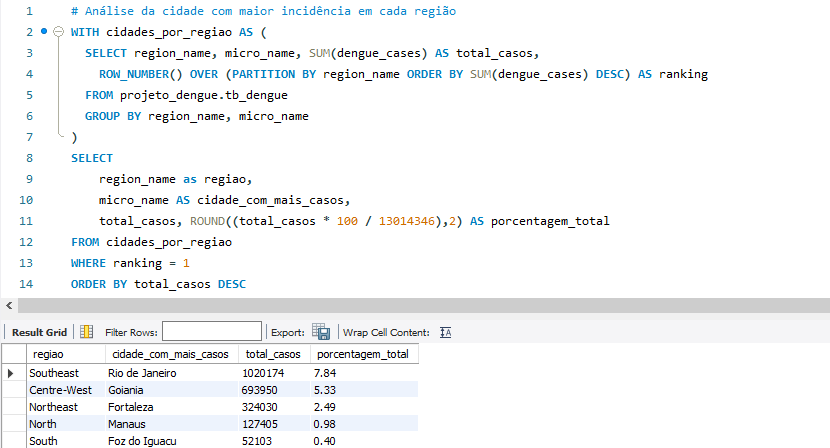 1 # Análise da cidade com maior incidência em cada região
2 WITH cidades_por_regiao AS (
3 SELECT region_name, micro_name, SUM(dengue_cases) AS total_casos,
4 ROW_NUMBER() OVER (PARTITION BY region_name ORDER BY SUM(dengue_cases) DESC) AS ranking
5 FROM projeto_dengue.tb_dengue
6 GROUP BY region_name, micro_name
7 )
8 SELECT
9 region_name as regiao,
10 micro_name AS cidade_com_mais_casos,
11 total_casos, ROUND((total_casos * 100 / 13014346),2) AS porcentagem_total
12 FROM cidades_por_regiao
13 WHERE ranking = 1
14 ORDER BY total_casos DESC
Result Grid Filter Rows: Export: Wrap Cell Content:
regiao cidade_com_mais_casos total_casos porcentagem_total
Southeast Rio de Janeiro 1020174 7.84
Centre-West Goiania 693950 5.33
Northeast Fortaleza 324030 2.49
North Manaus 127405 0.98
South Foz do Iguacu 52103 0.40